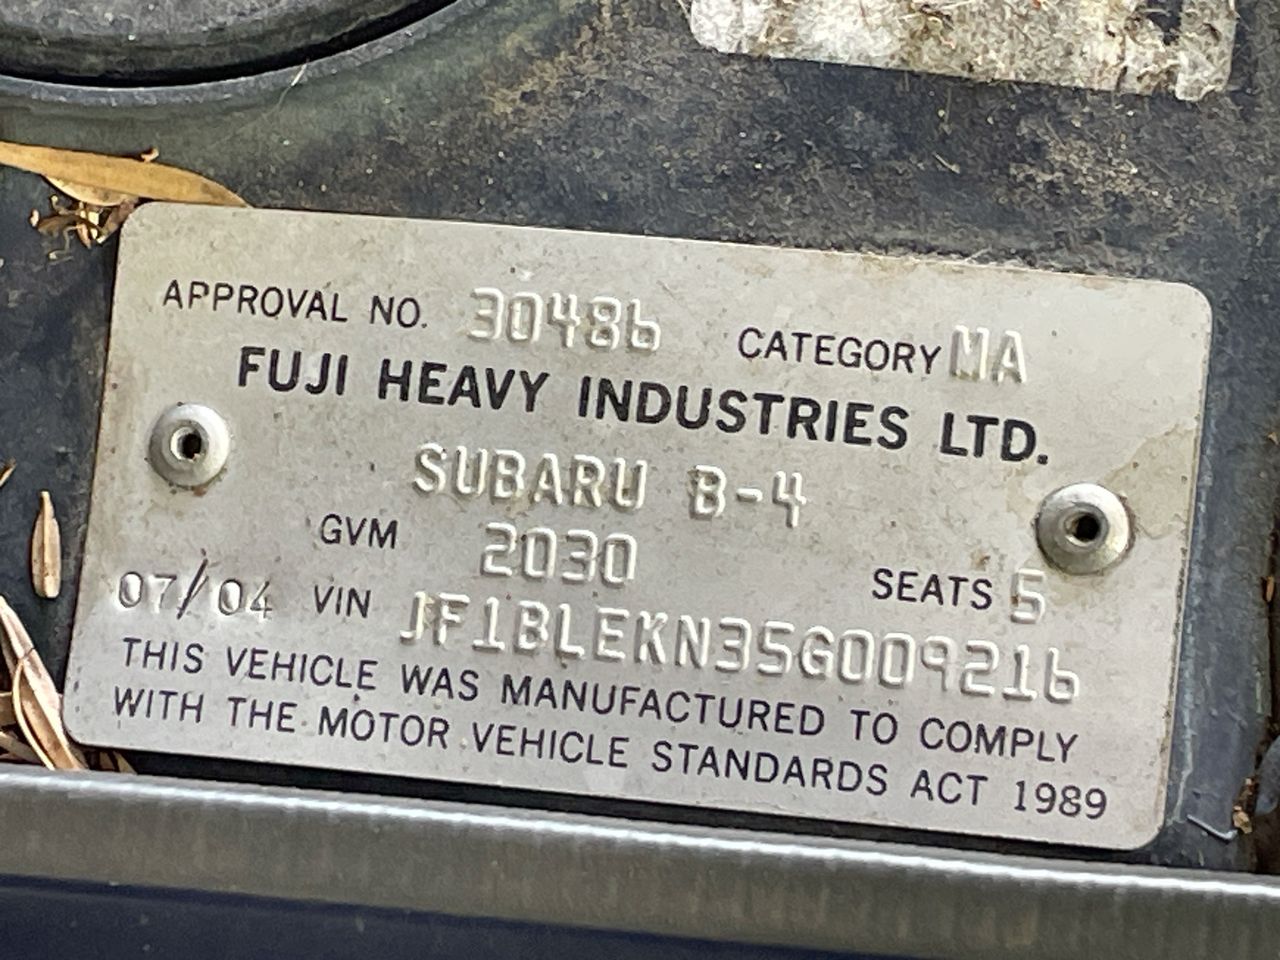 APPROVAL NO. 30486 CATEGORY MA
FUJI HEAVY INDUSTRIES LTD.
SUBARU B-4
GVM 2030 SEATS 5
07/04 VIN JF1BLEKN35G009216
THIS VEHICLE WAS MANUFACTURED TO COMPLY
WITH THE MOTOR VEHICLE STANDARDS ACT 1989